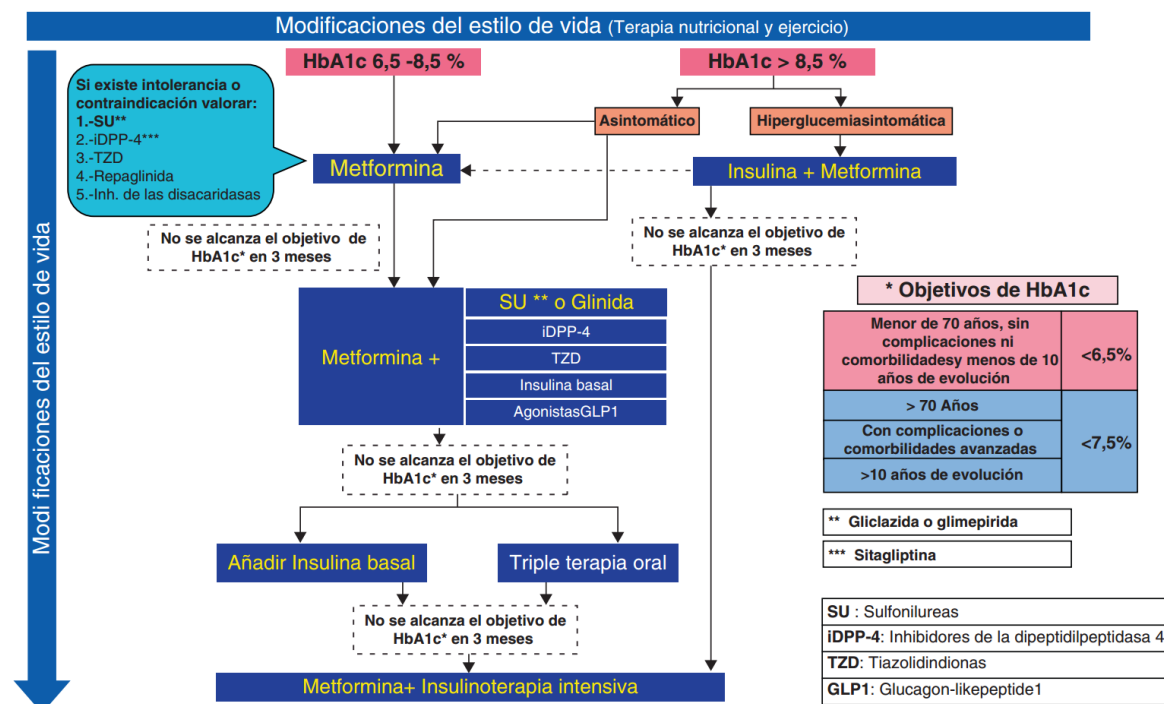 Modificaciones del estilo de vida (Terapia nutricional y ejercicio)
Modi ficaciones del estilo de vida
HbA1c 6,5 -8,5 %
HbA1c > 8,5 %
Si existe intolerancia o
contraindicación valorar:
1.-SU**
2.-iDPP-4***
3.-TZD
4.-Repaglinida
5.-Inh. de las disacaridasas
Asintomático
Hiperglucemiasintomática
Metformina
Insulina + Metformina
No se alcanza el objetivo de
HbA1c* en 3 meses
No se alcanza el objetivo de
HbA1c* en 3 meses
Metformina +
SU ** o Glinida
iDPP-4
TZD
Insulina basal
AgonistasGLP1
No se alcanza el objetivo de
HbA1c* en 3 meses
Añadir Insulina basal
Triple terapia oral
No se alcanza el objetivo de
HbA1c* en 3 meses
Metformina+ Insulinoterapia intensiva
* Objetivos de HbA1c
Menor de 70 años, sin
complicaciones ni
comorbilidadesy menos de 10
años de evolución
<6,5%
> 70 Años
Con complicaciones o
comorbilidades avanzadas
>10 años de evolución
<7,5%
** Gliclazida o glimepirida
*** Sitagliptina
SU : Sulfonilureas
iDPP-4: Inhibidores de la dipeptidilpeptidasa 4
TZD: Tiazolidindionas
GLP1: Glucagon-likepeptide1